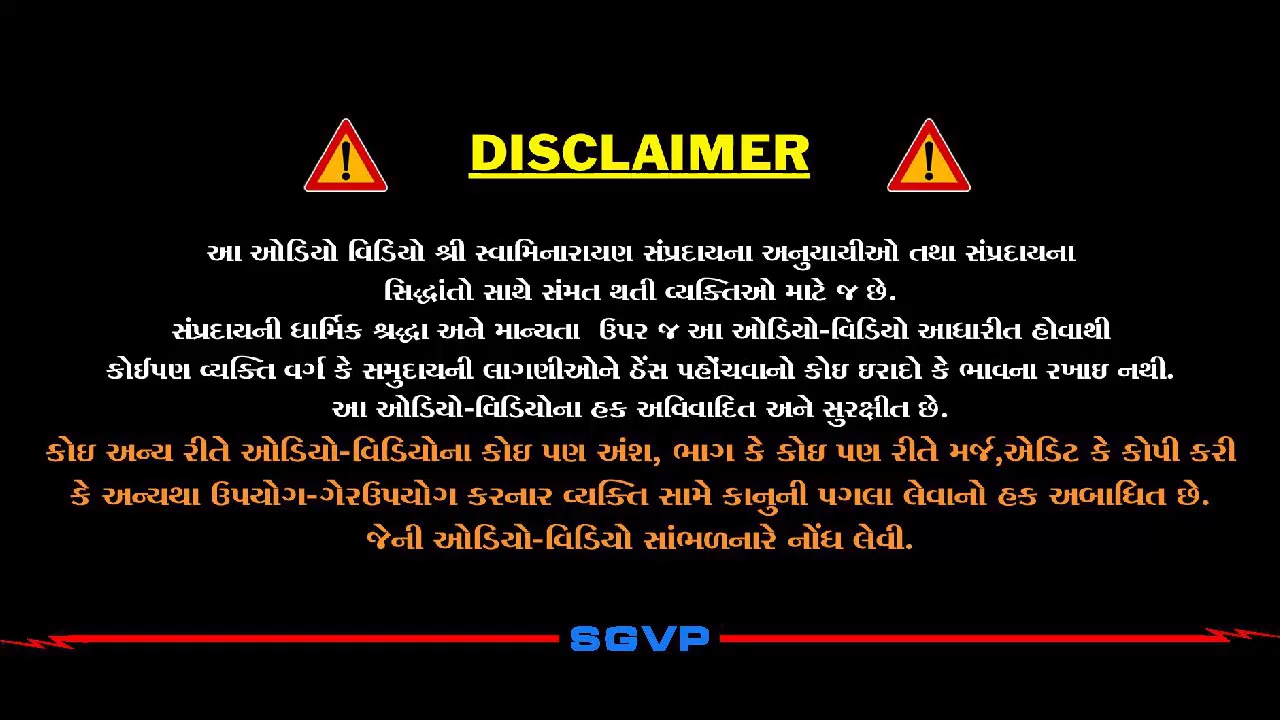 DISCLAIMER
આ ઓડિયો વિડિયો શ્રી સ્વામિનારાયણ સંપ્રદાયના અનુયાયીઓ તથા સંપ્રદાયના
સિદ્ધાંતો સાથે સંમત થતી વ્યક્તિઓ માટે જ છે.
સંપ્રદાયની ધાર્મિક શ્રદ્ધા અને માન્યતા ઉપર જ આ ઓડિયો-વિડિયો આધારીત હોવાથી
કોઈપણ વ્યક્તિ વર્ગ કે સમુદાયની લાગણીઓને ઠેંસ પહોંચવાનો કોઇ ઇરાદો કે ભાવના રખાઇ નથી.
આ ઓડિયો-વિડિયોના હક અવિવાદિત અને સુરક્ષીત છે.
કોઇ અન્ય રીતે ઓડિયો-વિડિયોના કોઇ પણ અંશ, ભાગ કે કોઇ પણ રીતે મર્જ,એડિટ કે કોપી કરી
કે અન્યથા ઉપયોગ-ગેરઉપયોગ કરનાર વ્યક્તિ સામે કાનુની પગલા લેવાનો હક અબાધિત છે.
જેની ઓડિયો-વિડિયો સાંભળનારે નોંધ લેવી.
SGVP